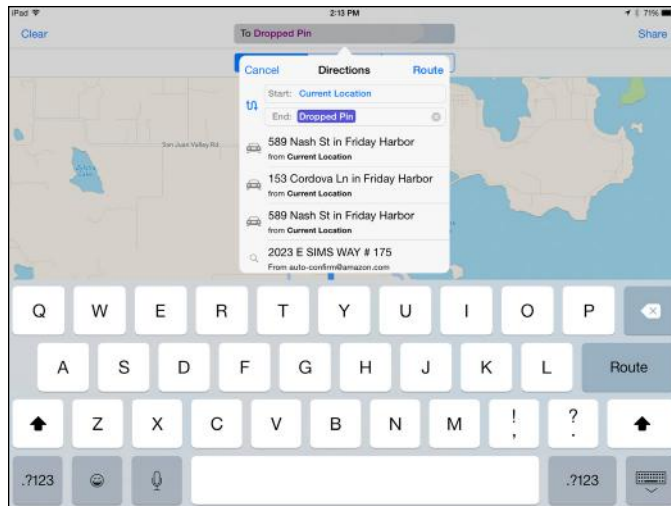 iPad 2:13 PM 71%
Clear To Dropped Pin Share
Cancel Directions Route
Start: Current Location
End: Dropped Pin
589 Nash St in Friday Harbor
from Current Location
153 Cordova Ln in Friday Harbor
from Current Location
589 Nash St in Friday Harbor
from Current Location
2023 E SIMS WAY # 175
From auto-confirm@amazon.com
San Juan Valley Rd
Q W E R T Y U I O P
A S D F G H J K L Route
Z X C V B N M ! , ? .
.?123 .?123